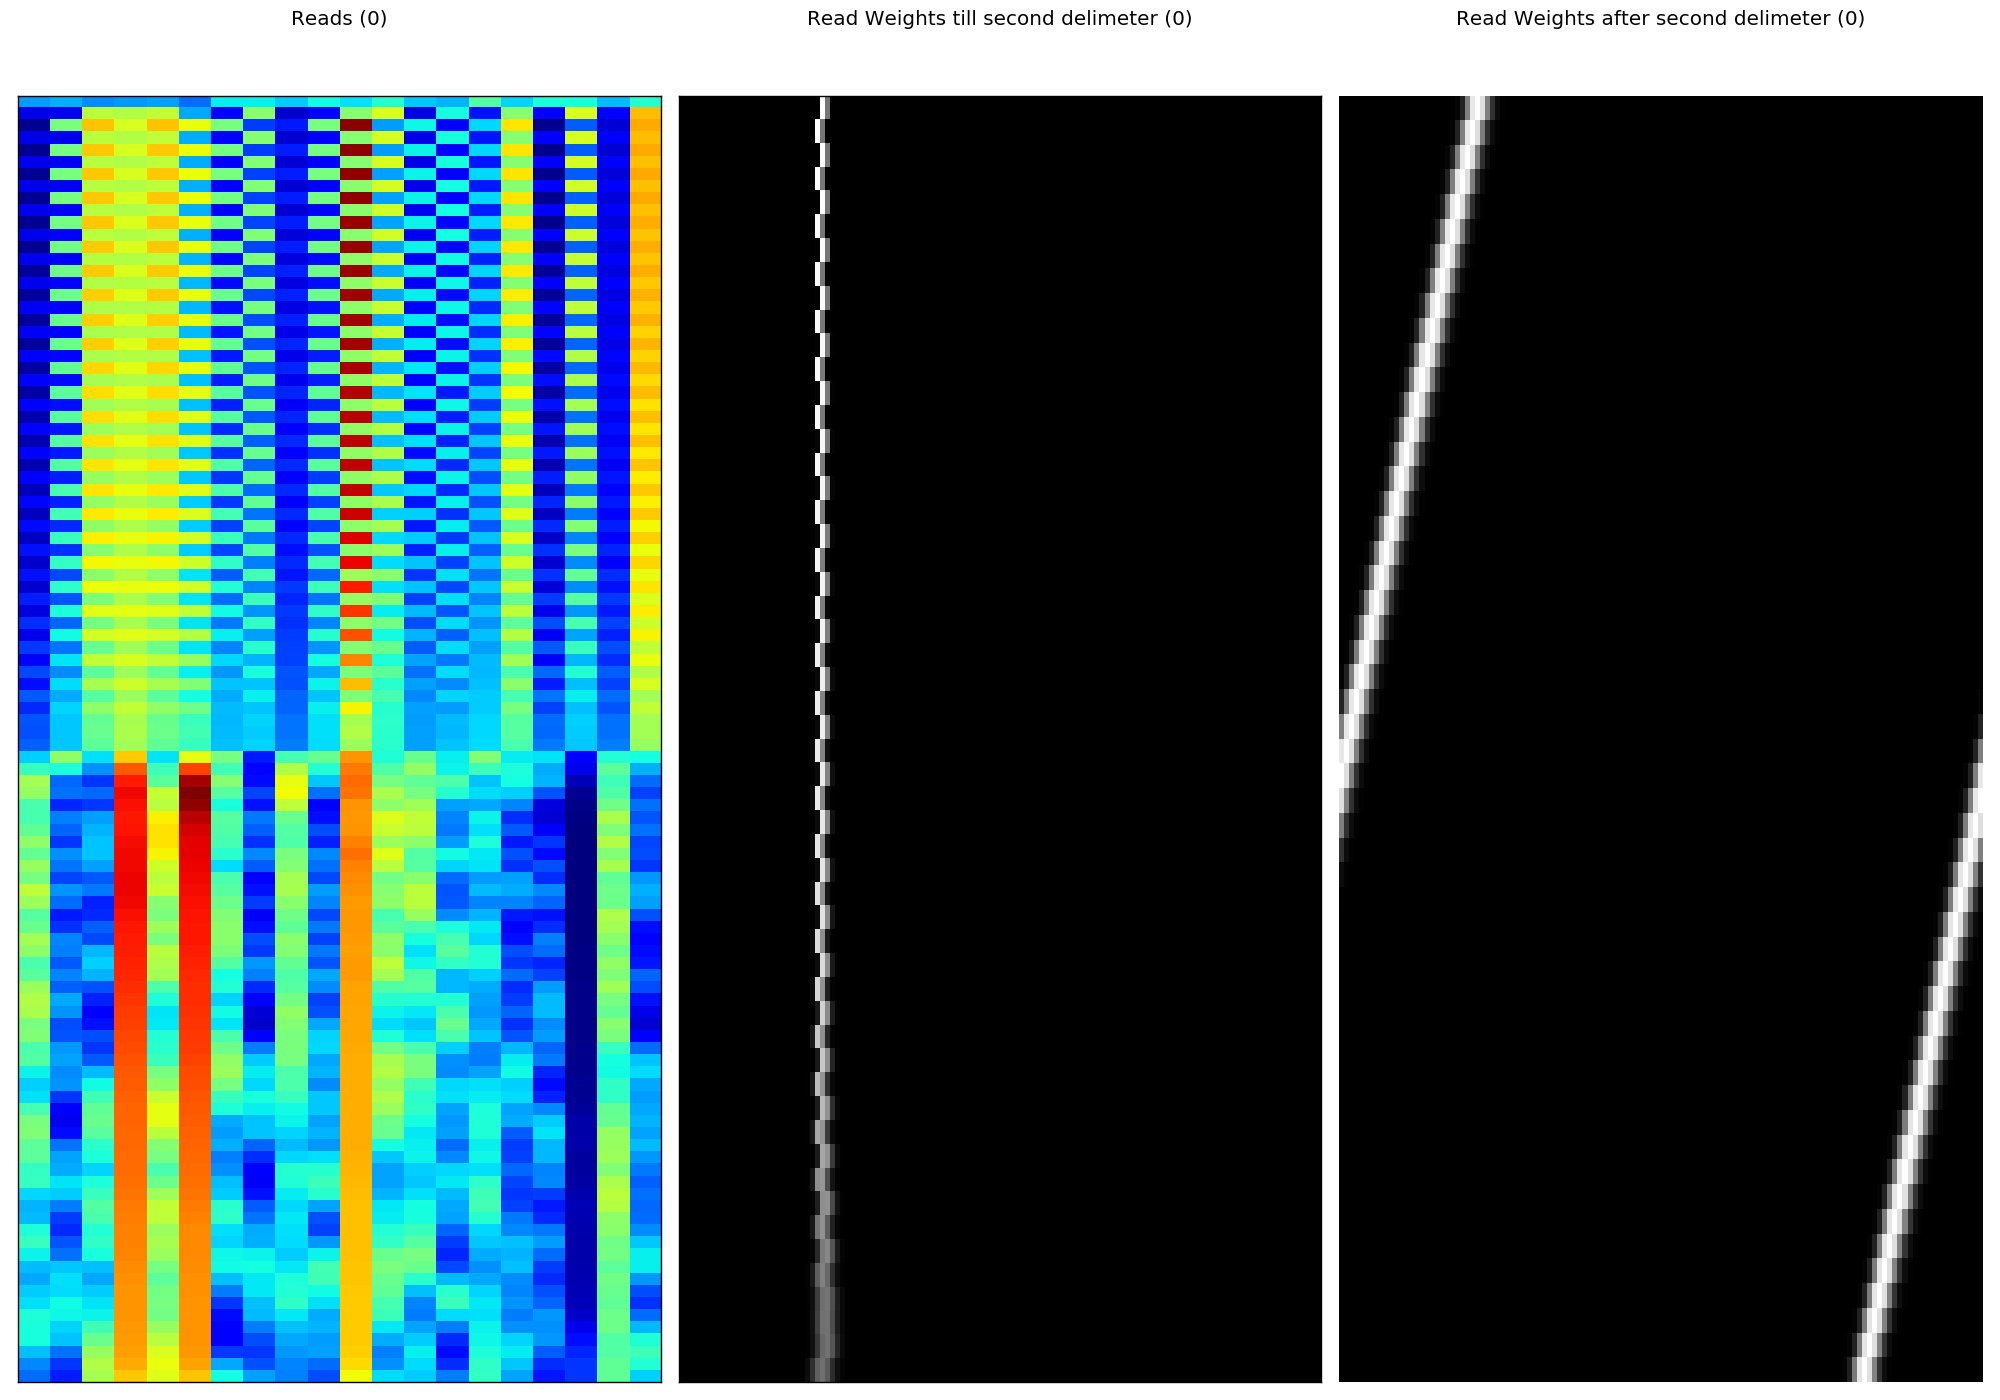 Reads (0)
Read Weights till second delimeter (0)
Read Weights after second delimeter (0)